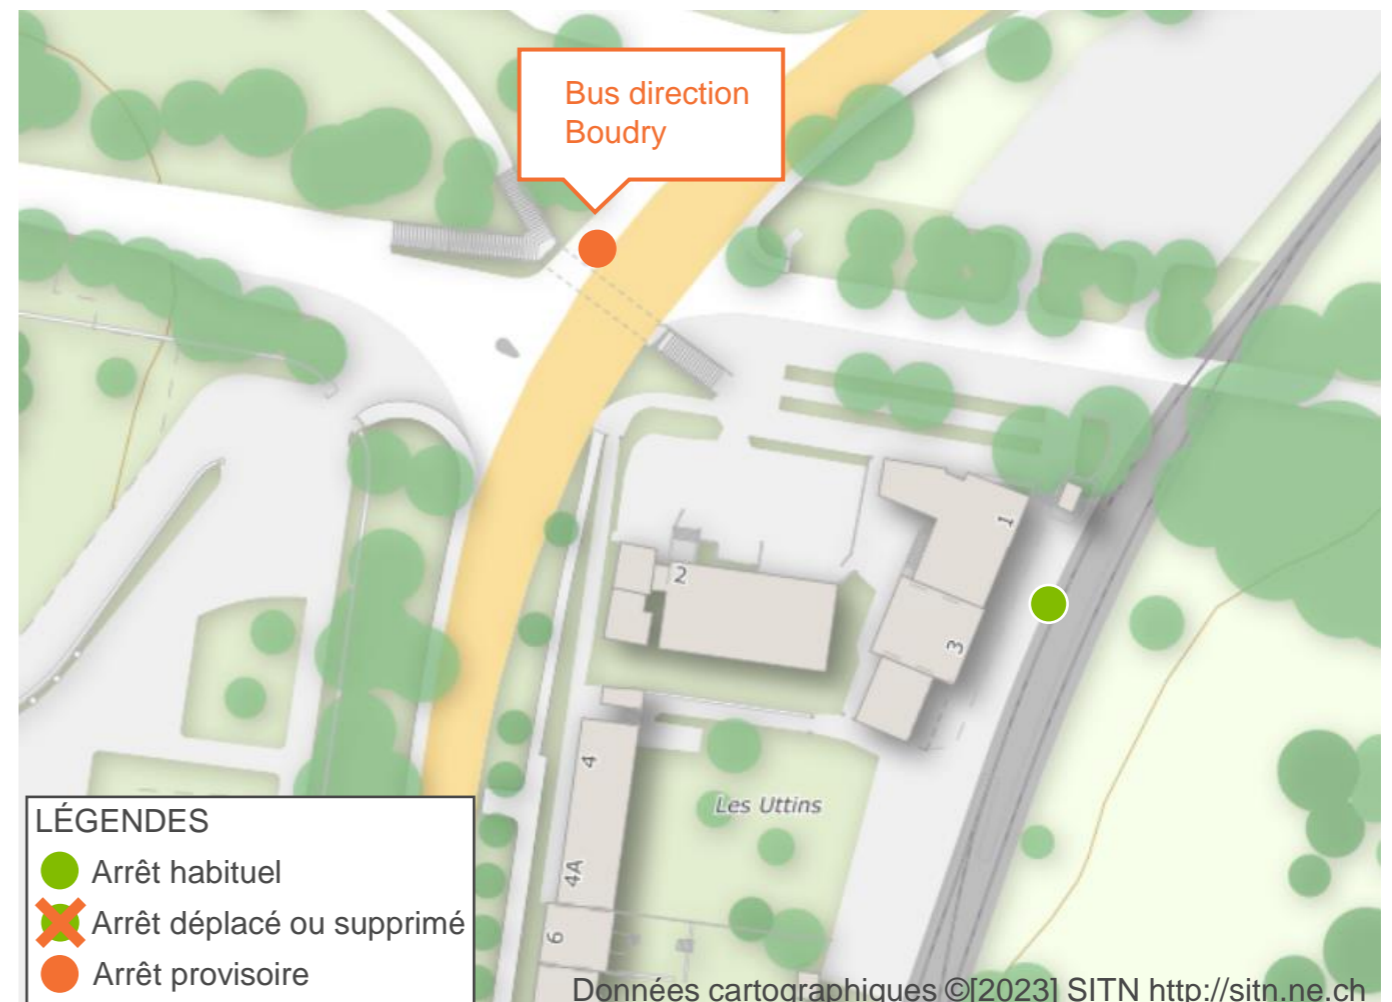 Bus direction
Boudry
1
2
3
4
Les Uttins
4A
6
LÉGENDES
Arrêt habituel
Arrêt déplacé ou supprimé
Arrêt provisoire
Données cartographiques ©[2023] SITN http://sitn.ne.ch